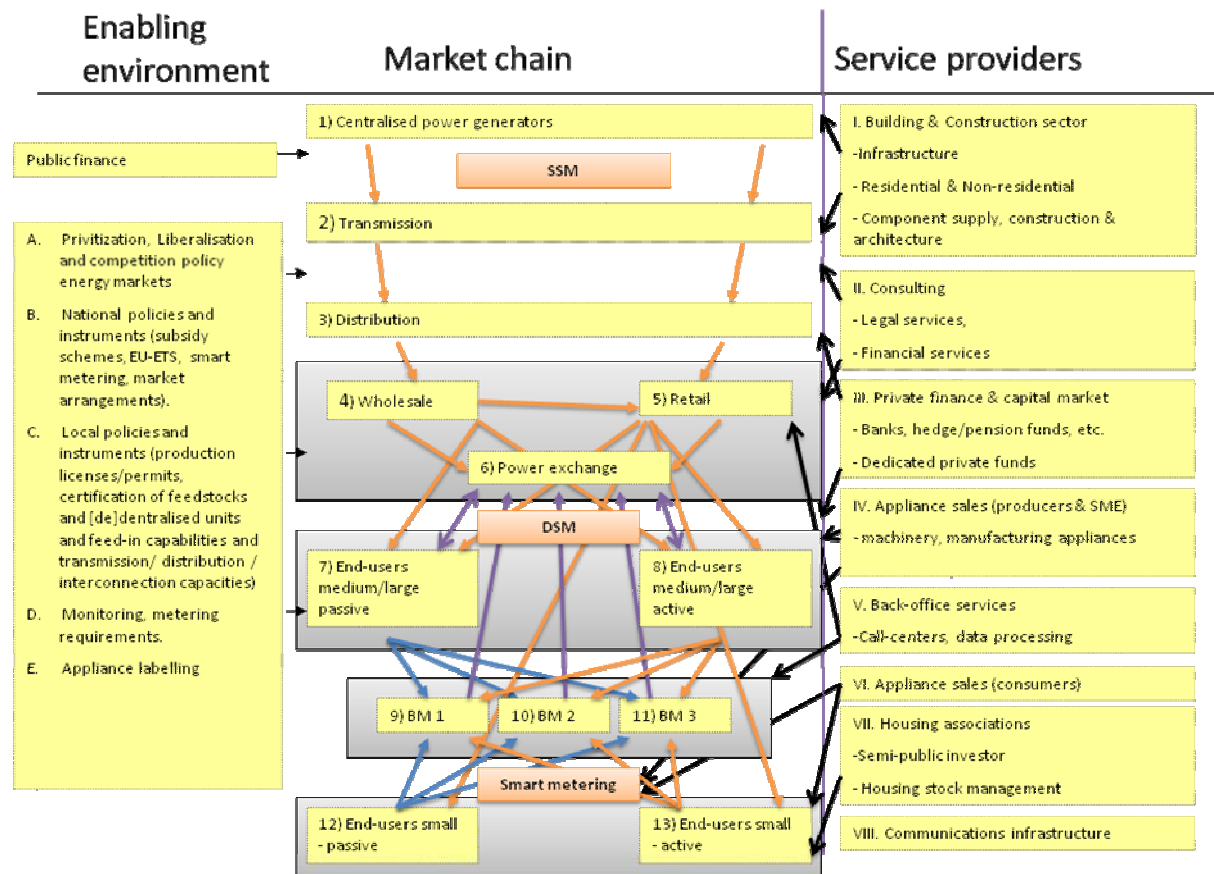 Enabling
environment
Market chain
Service providers
Public finance
A. Privitization, Liberalisation
and competition policy
energy markets
B. National policies and
instruments (subsidy
schemes, EU-ETS, smart
metering, market
arrangements).
C. Local policies and
instruments (production
licenses/permits,
certification of feedstocks
and [de]dentralised units
and feed-in capabilities and
transmission/ distribution /
interconnection capacities)
D. Monitoring, metering
requirements.
E. Appliance labelling
1) Centralised power generators
SSM
2) Transmission
3) Distribution
4) Wholesale
5) Retail
6) Power exchange
DSM
7) End-users
medium/large
passive
8) End-users
medium/large
active
9) BM 1
10) BM 2
11) BM 3
Smart metering
12) End-users small
- passive
13) End-users small
- active
I. Building & Construction sector
-Infrastructure
- Residential & Non-residential
- Component supply, construction &
architecture
II. Consulting
- Legal services,
- Financial services
III. Private finance & capital market
- Banks, hedge/pension funds, etc.
- Dedicated private funds
IV. Appliance sales (producers & SME)
-machinery, manufacturing appliances
V. Back-office services
-Call-centers, data processing
VI. Appliance sales (consumers)
VII. Housing associations
-Semi-public investor
- Housing stock management
VIII. Communications infrastructure